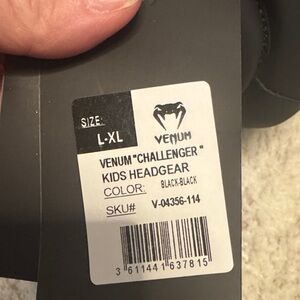 SIZE:
L-XL
VENUM
VENUM "CHALLENGER"
KIDS HEADGEAR
COLOR: BLACK-BLACK
SKU# V-04356-114
3 611441 637815